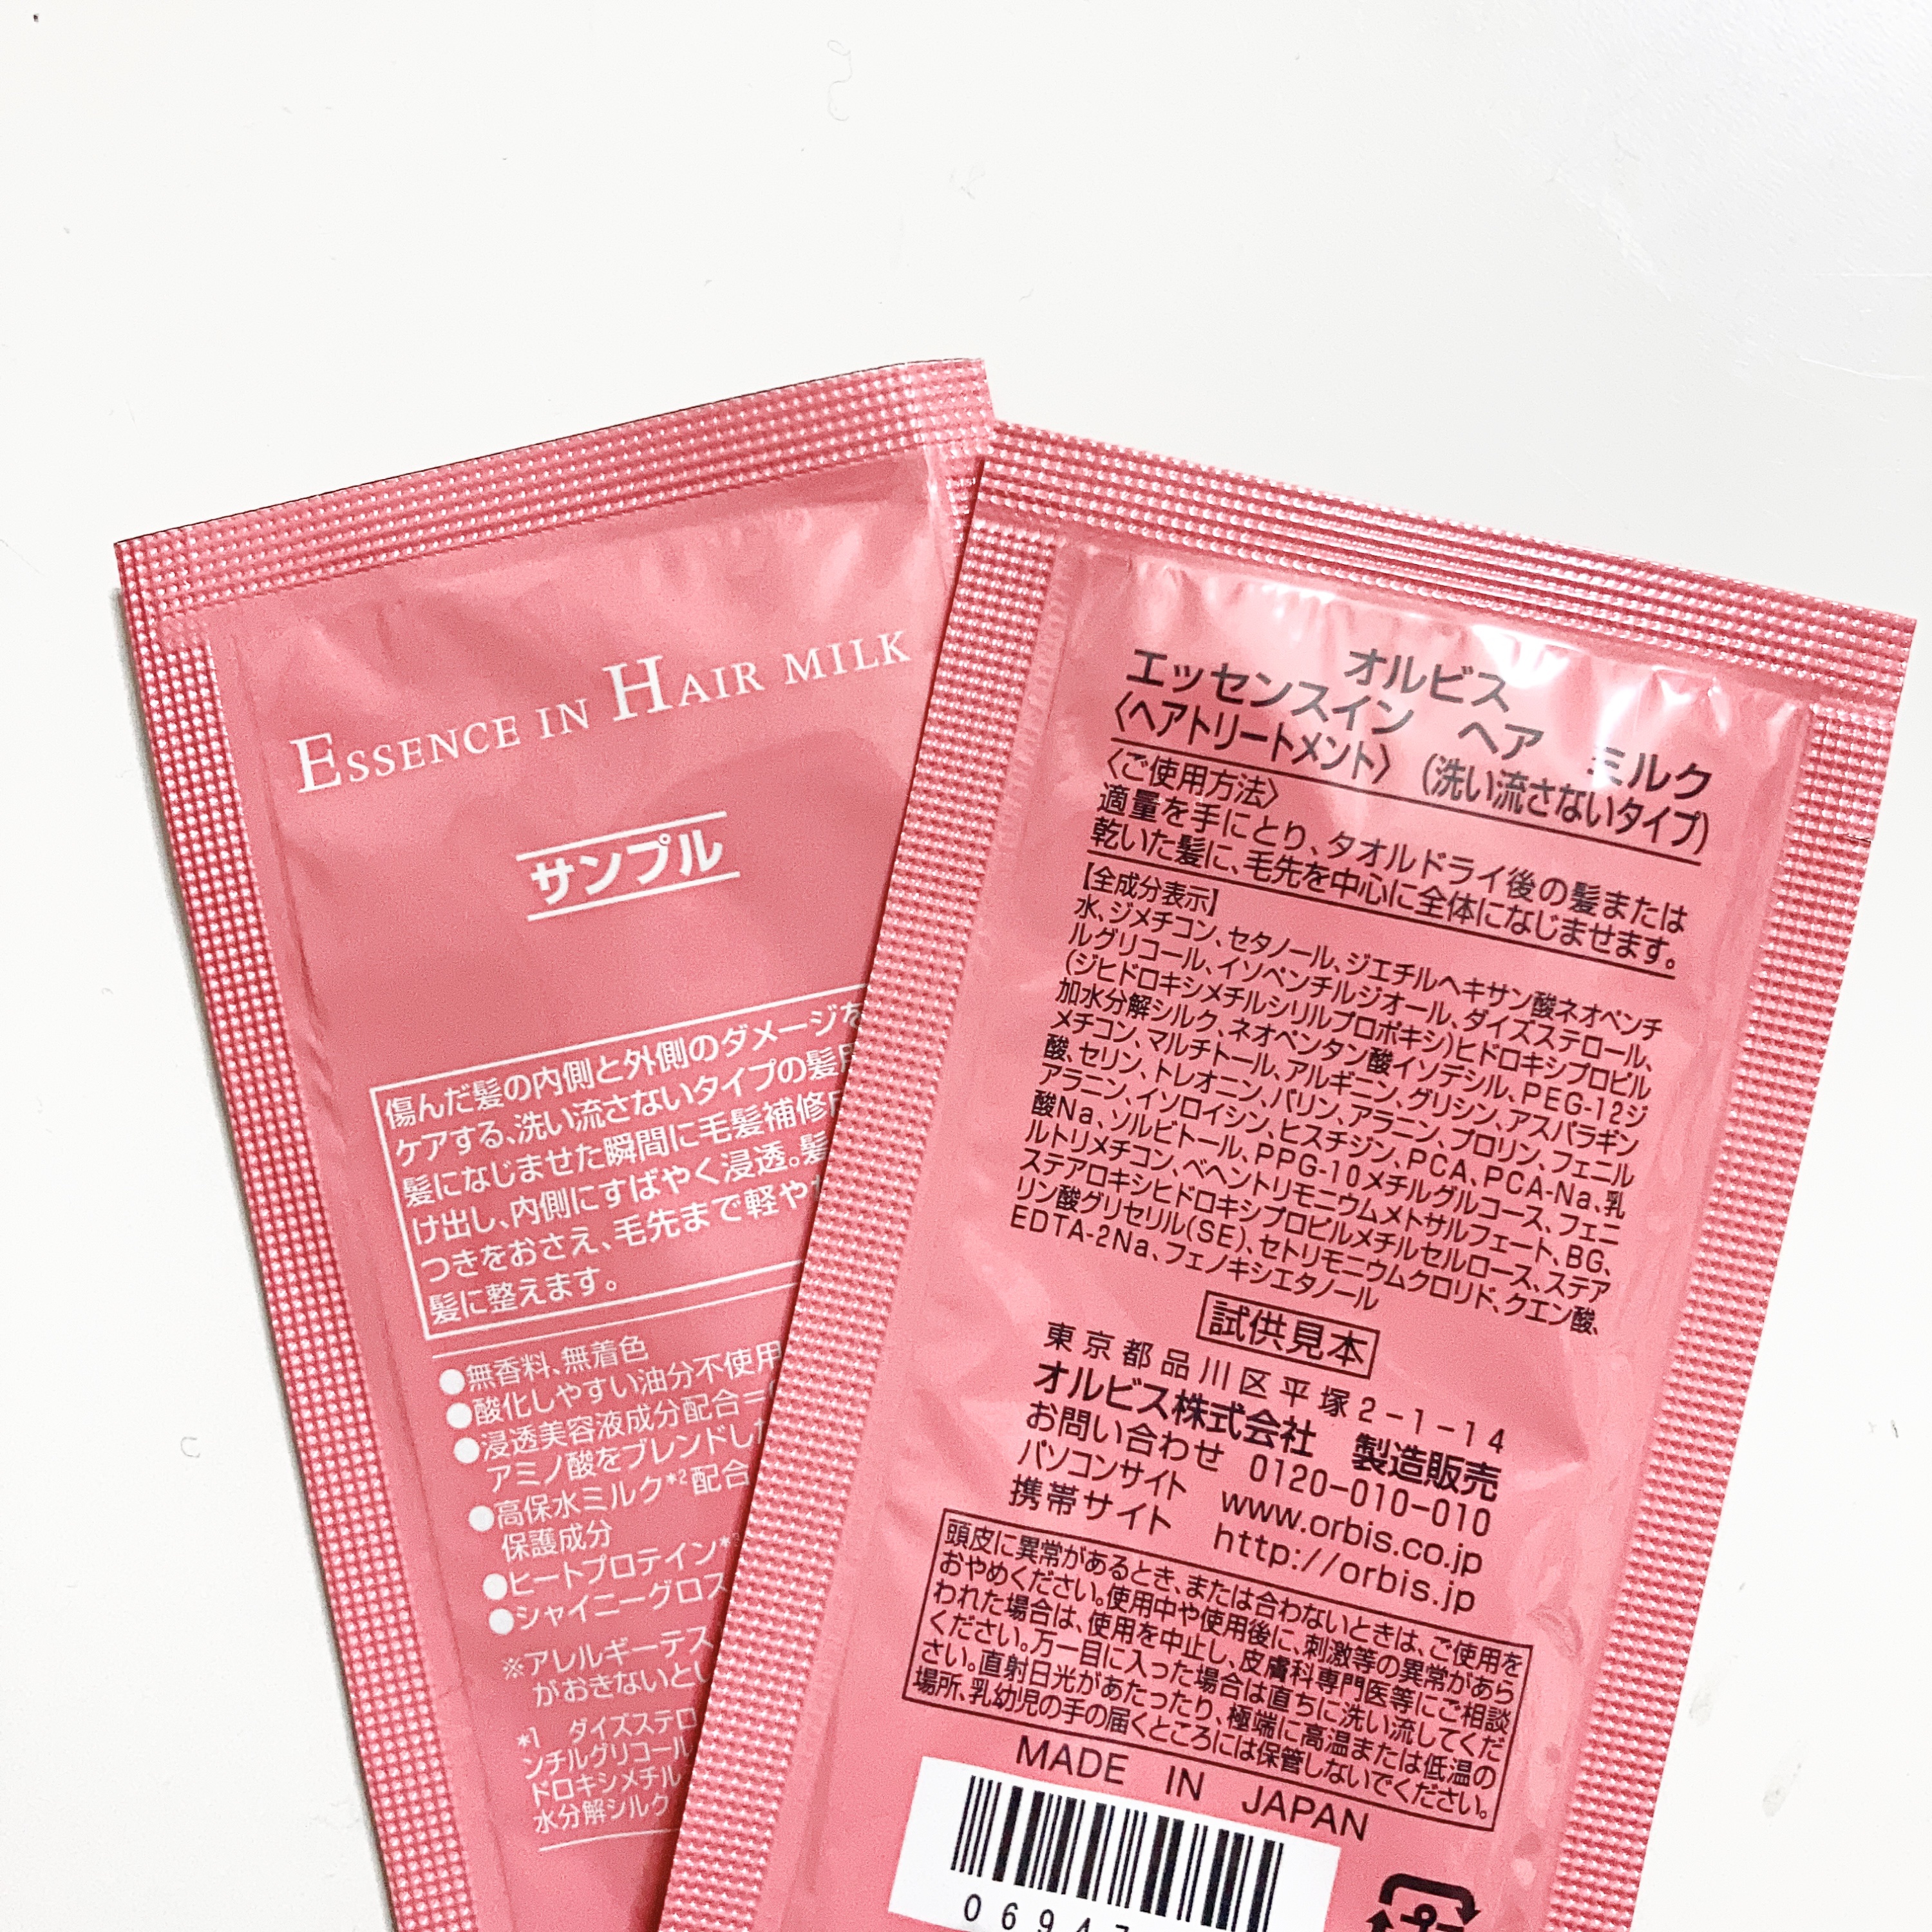 ESSENCE IN HAIR MILK
サンプル
傷んだ髪の内側と外側のダメージを
ケアする、洗い流さないタイプの髪用
髪になじませた瞬間に毛髪補修
け出し、内側にすばやく浸透。髪
つきをおさえ、毛先まで軽や
髪に整えます。
●無香料、無着色
●酸化しやすい油分不使用
●浸透美容液成分配合=
アミノ酸をブレンドした
●高保水ミルク*2配合
保護成分
●ヒートプロテイン*3
●シャイニーグロス
※アレルギーテス
がおきないとい
*1 ダイズステロ
ンチルグリコール
ドロキシメチル
水分解シルク
オルビス
エッセンスイン ヘア ミルク
〈ヘアトリートメント〉(洗い流さないタイプ)
〈ご使用方法〉
適量を手にとり、タオルドライ後の髪または
乾いた髪に、毛先を中心に全体になじませます。
【全成分表示】
水、ジメチコン、セタノール、ジエチルヘキサン酸ネオペンチ
ルグリコール、イソペンチルジオール、ダイズステロール、
(ジヒドロキシメチルシリルプロポキシ)ヒドロキシプロピル
加水分解シルク、ネオペンタン酸イソデシル、PEG-12ジ
メチコン、マルチトール、アルギニン、グリシン、アスパラギン
酸、セリン、トレオニン、バリン、アラニン、プロリン、フェニル
アラニン、イソロイシン、ヒスチジン、PCA、PCA-Na、乳
酸Na、ソルビトール、PPG-10メチルグルコース、フェニ
ルトリメチコン、ベヘントリモニウムメトサルフェート、BG、
ステアロキシヒドロキシプロピルメチルセルロース、ステア
リン酸グリセリル(SE)、セトリモニウムクロリド、クエン酸、
EDTA-2Na、フェノキシエタノール
試供見本
東京都品川区平塚2-1-14
オルビス株式会社 製造販売
お問い合わせ 0120-010-010
パソコンサイト www.orbis.co.jp
携帯サイト http://orbis.jp
頭皮に異常があるとき、または合わないときは、ご使用を
おやめください。使用中や使用後に、刺激等の異常があら
われた場合は、使用を中止し、皮膚科専門医等にご相談
ください。万一目に入った場合は直ちに洗い流してくだ
さい。直射日光があたったり、極端に高温または低温の
場所、乳幼児の手の届くところには保管しないでください。
MADE IN JAPAN
0694